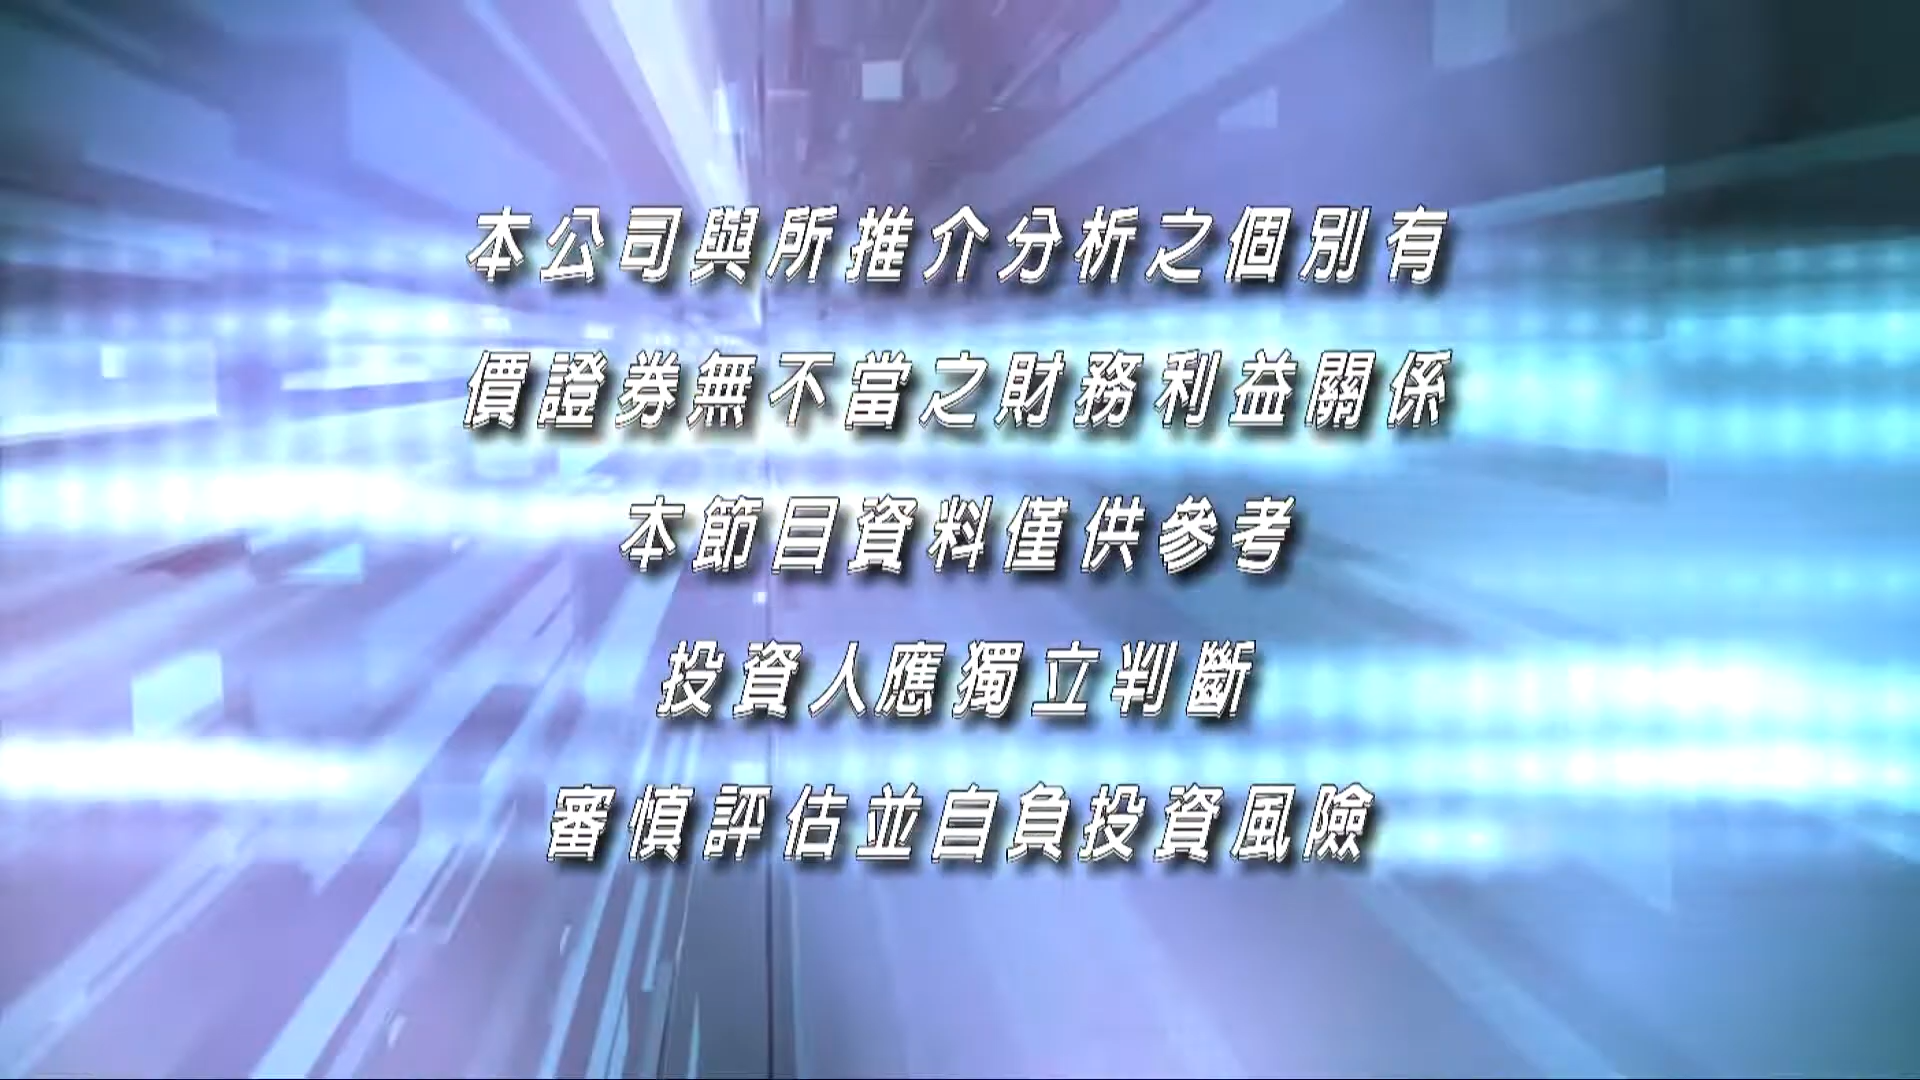 本公司與所推介分析之個別有
價證券無不當之財務利益關係
本節目資料僅供參考
投資人應獨立判斷
審慎評估並自負投資風險